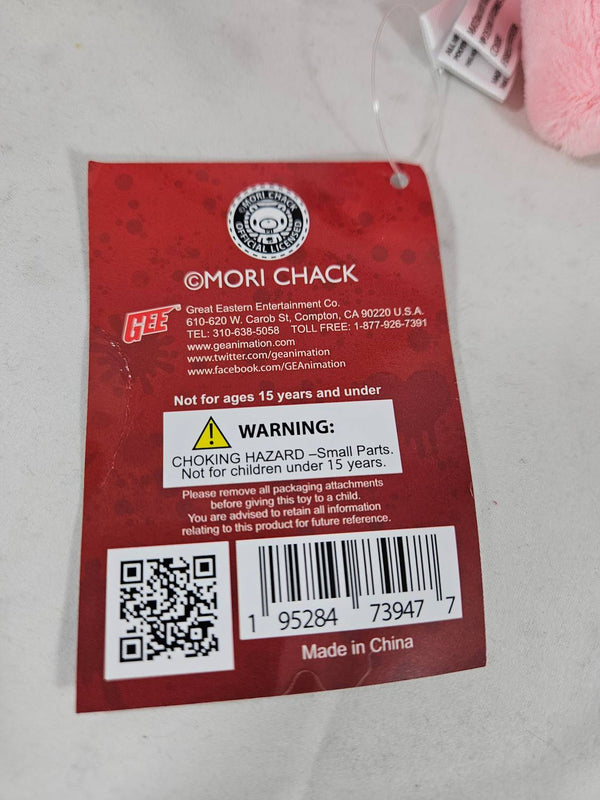 ©MORI CHACK
OFFICIAL LICENSED
©MORI CHACK
GEE®
Great Eastern Entertainment Co.
610-620 W. Carob St, Compton, CA 90220 U.S.A.
TEL: 310-638-5058 TOLL FREE: 1-877-926-7391
www.geanimation.com
www.twitter.com/geanimation
www.facebook.com/GEAnimation
Not for ages 15 years and under
WARNING:
CHOKING HAZARD –Small Parts.
Not for children under 15 years.
Please remove all packaging attachments
before giving this toy to a child.
You are advised to retain all information
relating to this product for future reference.
1 95284 73947 7
Made in China